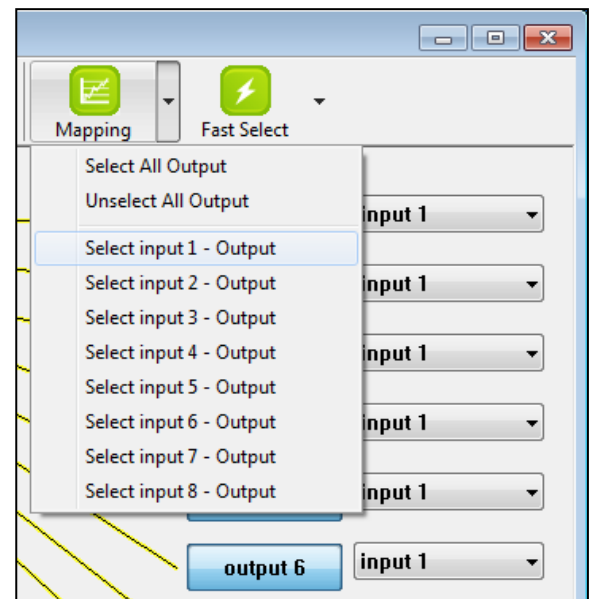 Mapping
Fast Select
Select All Output
Unselect All Output
Select input 1 - Output
Select input 2 - Output
Select input 3 - Output
Select input 4 - Output
Select input 5 - Output
Select input 6 - Output
Select input 7 - Output
Select input 8 - Output
input 1
input 1
input 1
input 1
input 1
output 6
input 1